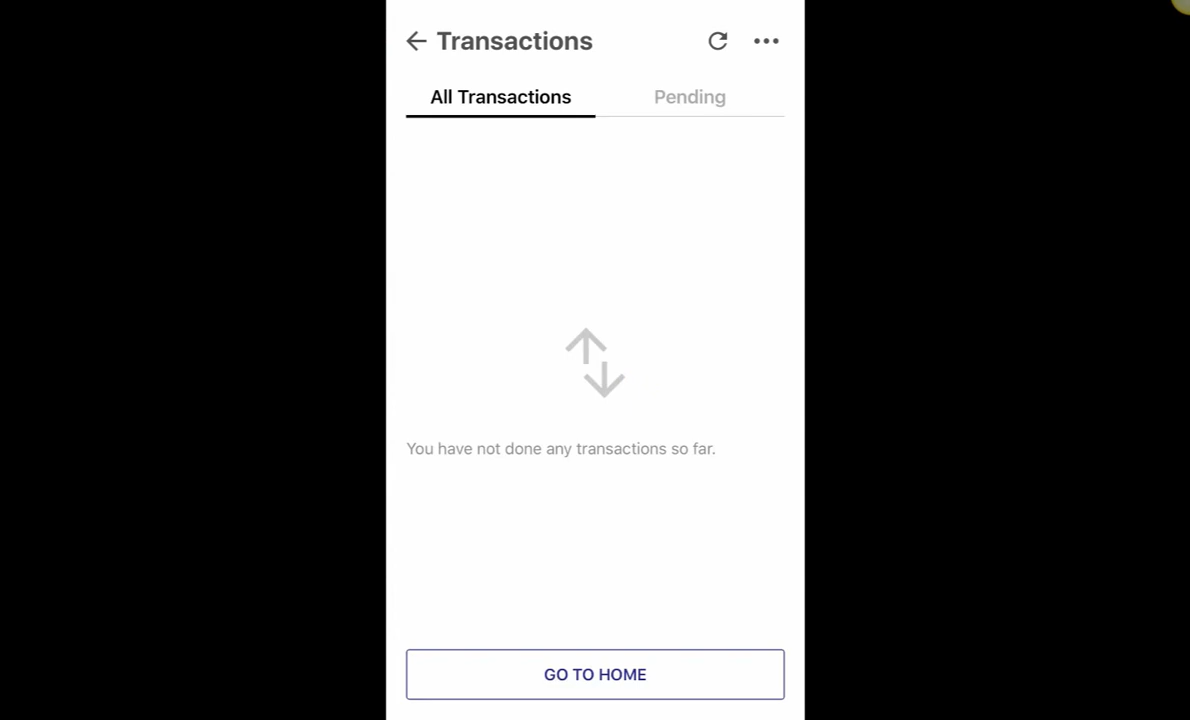 Transactions
All Transactions
Pending
You have not done any transactions so far.
GO TO HOME